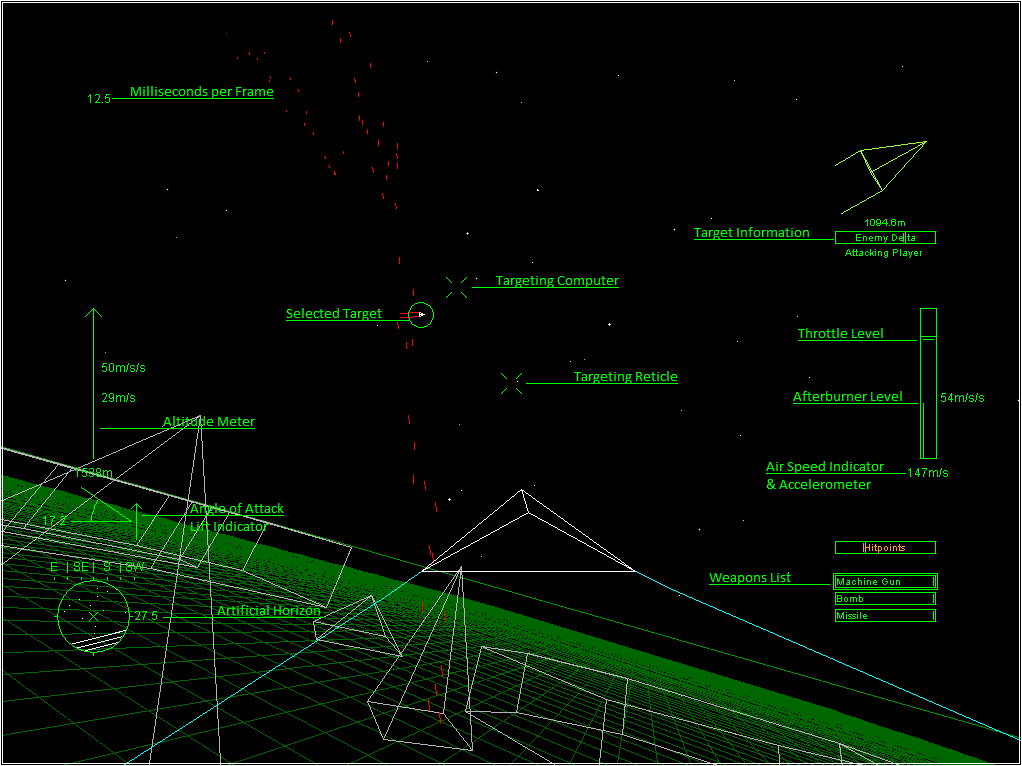 12.5 Milliseconds per Frame
1094.6m
Target Information Enemy Delta
Attacking Player
Targeting Computer
Selected Target
Throttle Level
50m/s/s
Targeting Reticle
29m/s
Afterburner Level 54m/s/s
Altitude Meter
1538m
Air Speed Indicator 147m/s
& Accelerometer
Angle of Attack
17.2
Lift Indicator
Hitpoints
E | SE | S | SW
Weapons List Machine Gun
Bomb
Missile
-27.5 Artificial Horizon